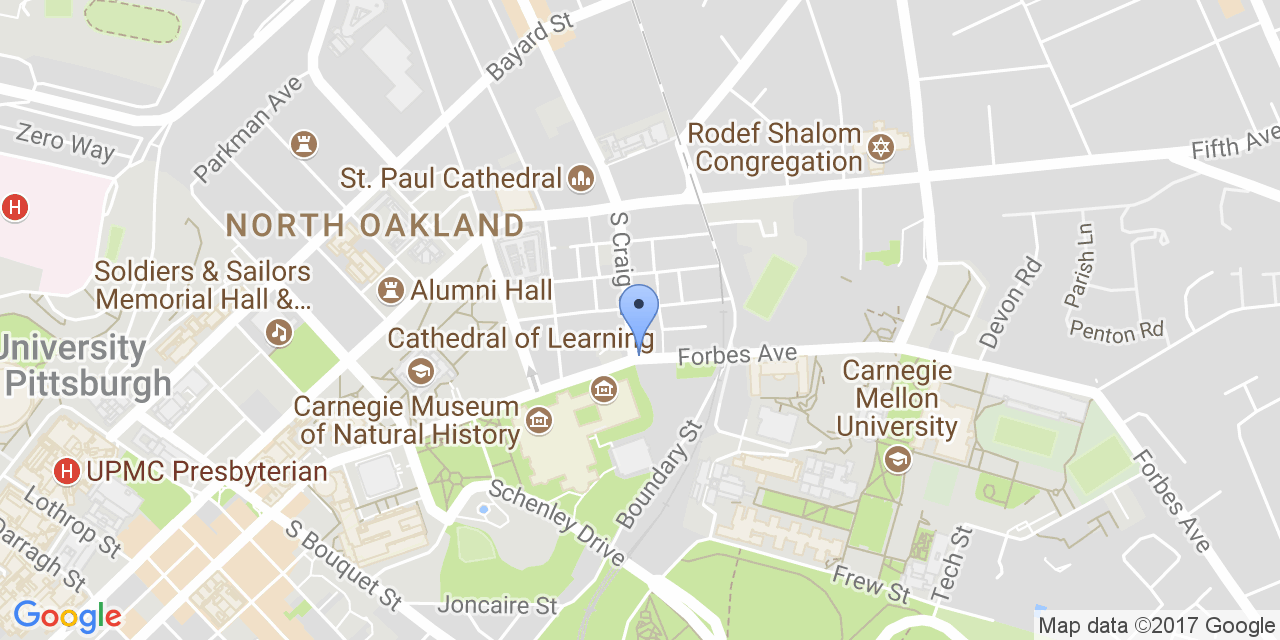 Bayard St
Zero Way
Parkman Ave
Rodef Shalom
Congregation
Fifth Ave
H
St. Paul Cathedral
NORTH OAKLAND
S Craig
Soldiers & Sailors
Memorial Hall &...
Alumni Hall
Parish Ln
Devon Rd
Penton Rd
Cathedral of Learning
University
Pittsburgh
Forbes Ave
Carnegie
Mellon
University
Carnegie Museum
of Natural History
H
UPMC Presbyterian
Boundary St
Schenley Drive
Lothrop St
Darragh St
S Bouquet St
Forbes Ave
Tech St
Frew St
Joncaire St
Google
Map data ©2017 Google